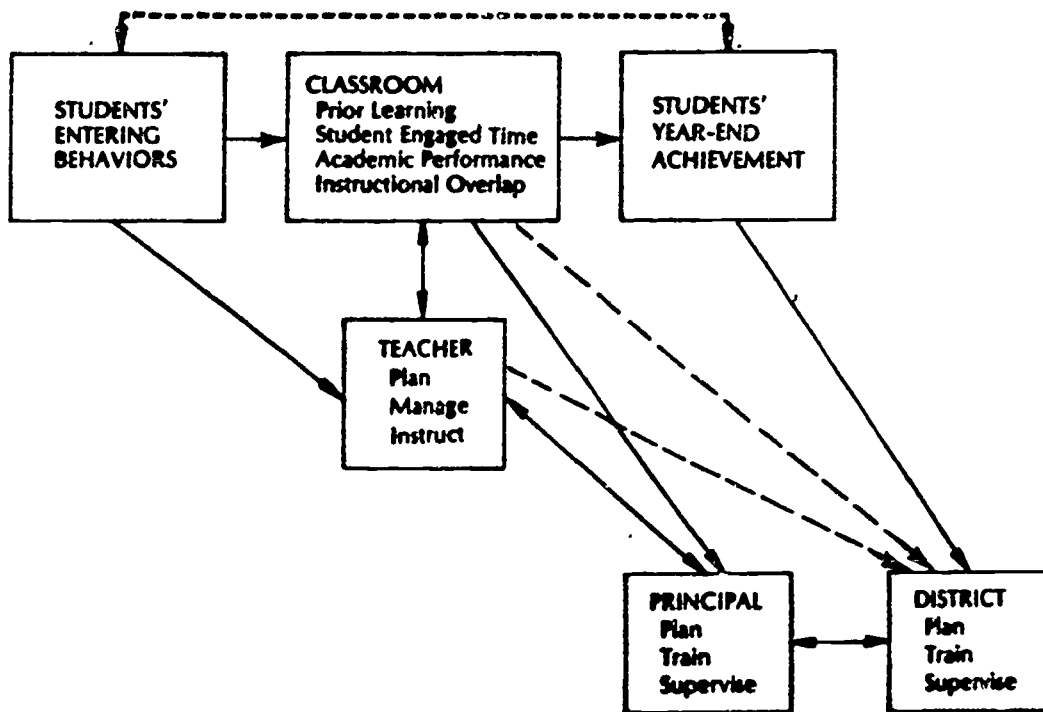 STUDENTS'
ENTERING
BEHAVIORS
CLASSROOM
Prior Learning
Student Engaged Time
Academic Performance
Instructional Overlap
STUDENTS'
YEAR-END
ACHIEVEMENT
TEACHER
Plan
Manage
Instruct
PRINCIPAL
Plan
Train
Supervise
DISTRICT
Plan
Train
Supervise